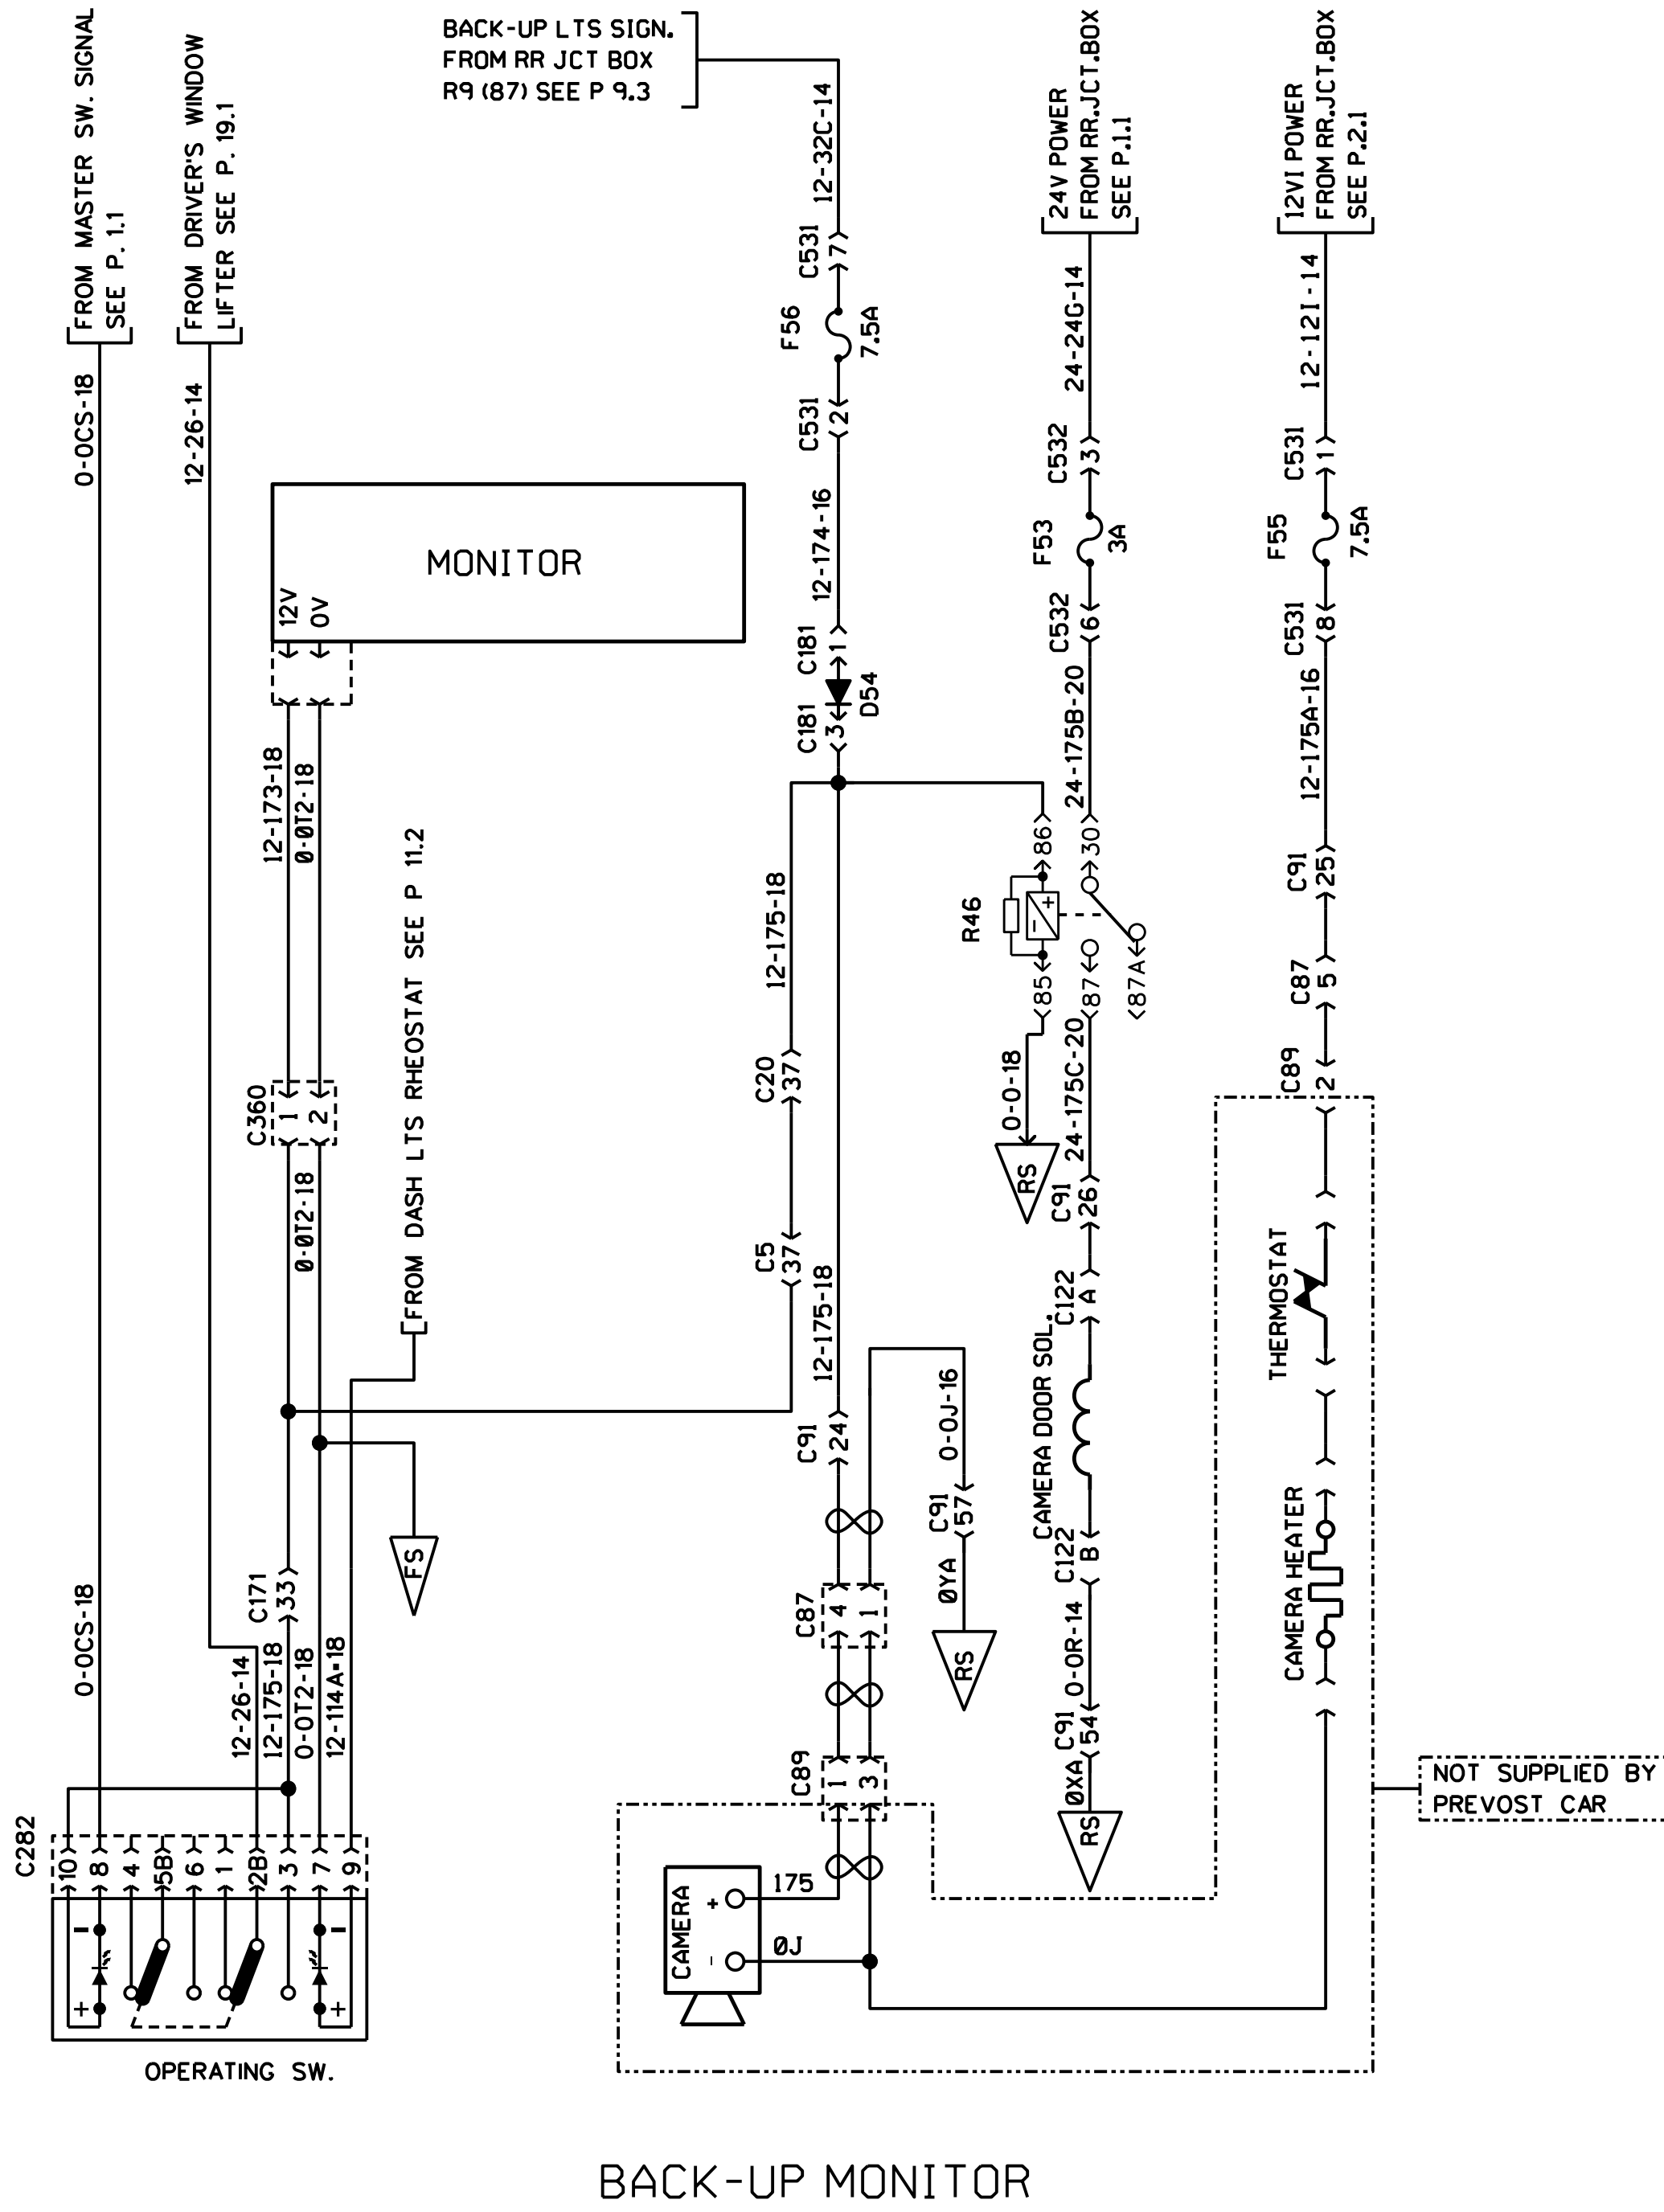 BACK-UP LTS SIGN.
FROM RR JCT BOX
R9 (87) SEE P 9.3
FROM MASTER SW. SIGNAL
SEE P. 1.1
FROM DRIVER'S WINDOW
LIFTER SEE P. 19.1
24V POWER
FROM RR.JCT.BOX
SEE P.1.1
12VI POWER
FROM RR.JCT.BOX
SEE P.2.1
0-0CS-18
12-26-14
12-32C-14
C531
7
F56
7.5A
C531
2
12-174-16
C181
1
D54
C181
3
24-24G-14
C532
3
F53
3A
C532
6
24-175B-20
12-12I-14
C531
1
F55
7.5A
C531
8
12-175A-16
MONITOR
12V
0V
12-173-18
0-0T2-18
C360
1
2
0-0T2-18
FROM DASH LTS RHEOSTAT SEE P 11.2
12-175-18
C20
37
C5
37
12-175-18
R46
86
30
85
87
87A
0-0-18
RS
24-175C-20
C91
26
C122
A
CAMERA DOOR SOL.
C122
B
0-0R-14
C91
54
0XA
RS
C91
25
C87
5
C89
2
THERMOSTAT
CAMERA HEATER
C91
24
0-0J-16
C91
57
0YA
RS
C87
4
1
C89
1
3
FS
C171
33
0-0CS-18
12-26-14
12-175-18
0-0T2-18
12-114A-18
C282
10
8
4
5B
6
1
2B
3
7
9
-
-
+
+
OPERATING SW.
CAMERA
+
-
175
0J
NOT SUPPLIED BY
PREVOST CAR
BACK-UP MONITOR